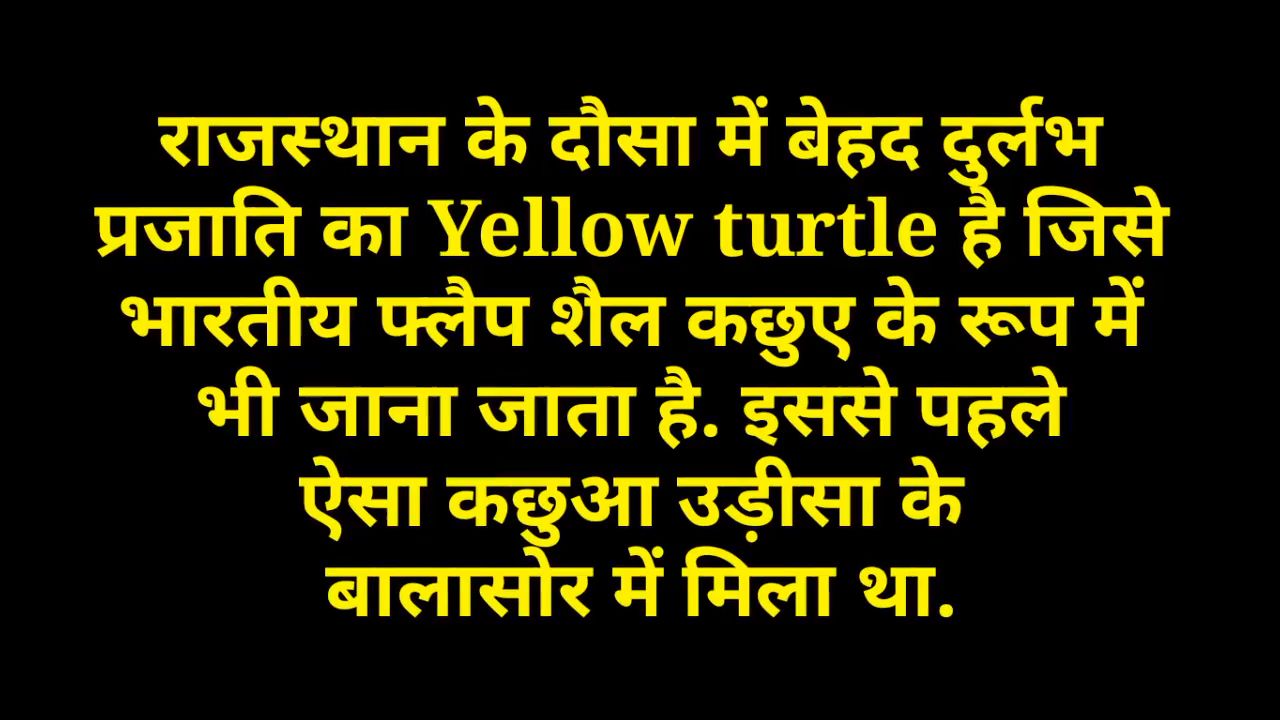 राजस्थान के दौसा में बेहद दुर्लभ
प्रजाति का Yellow turtle है जिसे
भारतीय फ्लैप शैल कछुए के रूप में
भी जाना जाता है. इससे पहले
ऐसा कछुआ उड़ीसा के
बालासोर में मिला था.